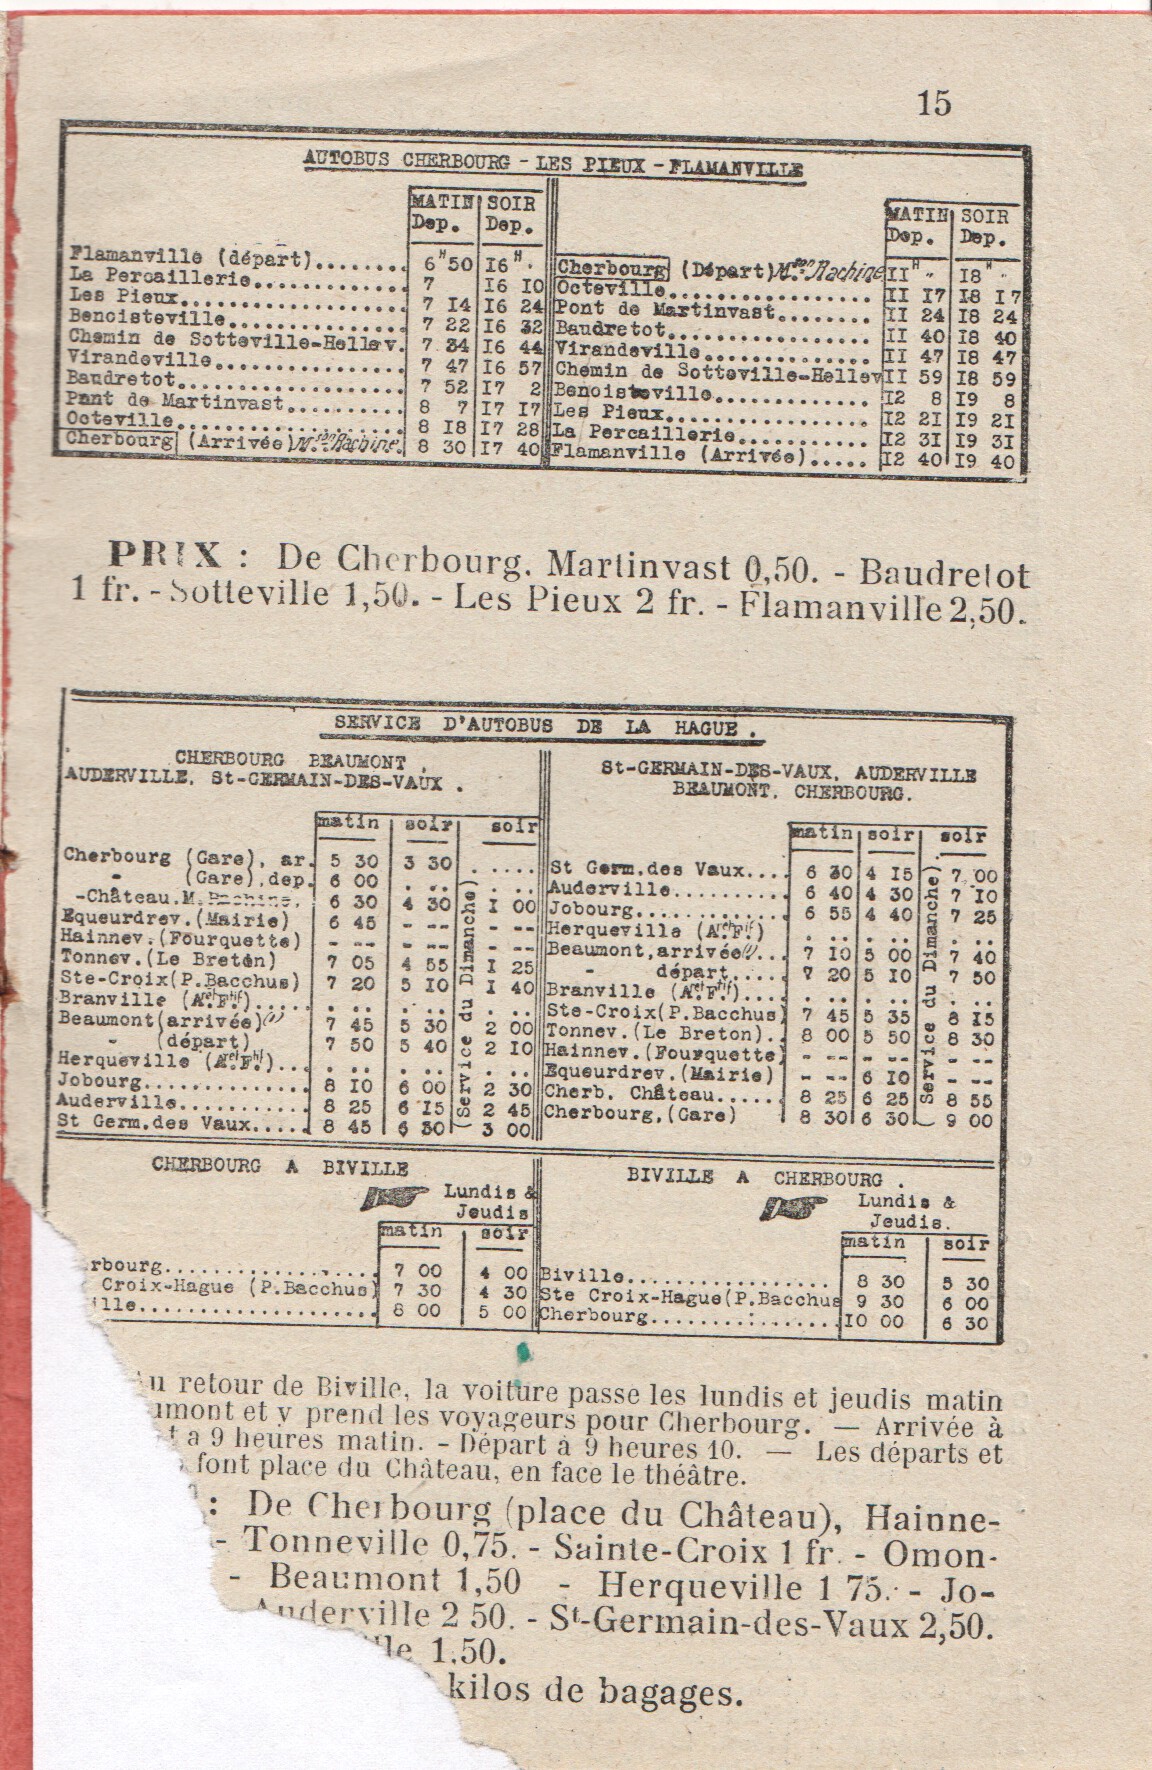 15
AUTOBUS CHERBOURG - LES PIEUX - FLAMANVILLE
MATIN SOIR
Dep. Dep.
Flamanville (départ)........ 6H50 16H.
La Percaillerie............. 7 16 10
Les Pieux................... 7 14 16 24
Benoisteville............... 7 22 16 32
Chemin de Sotteville-Hellev. 7 34 16 44
Virandeville................ 7 47 16 57
Baudretot................... 7 52 17 2
Pont de Martinvast.......... 8 7 17 17
Octeville................... 8 18 17 28
Cherbourg (Arrivée) Mson Rachine. 8 30 17 40
MATIN SOIR
Dep. Dep.
Cherbourg (Départ) Mson Rachine 11H.. 18H.
Octeville.................. 11 17 18 17
Pont de Martinvast........ 11 24 18 24
Baudretot.................. 11 40 18 40
Virandeville............... 11 47 18 47
Chemin de Sotteville-Hellev 11 59 18 59
Benoisteville.............. 12 8 19 8
Les Pieux.................. 12 21 19 21
La Percaillerie........... 12 31 19 31
Flamanville (Arrivée)..... 12 40 19 40
PRIX : De Cherbourg. Martinvast 0,50. - Baudretot
1 fr. - Sotteville 1,50. - Les Pieux 2 fr. - Flamanville 2,50.
SERVICE D'AUTOBUS DE LA HAGUE.
CHERBOURG BEAUMONT,
AUDERVILLE, St-GERMAIN-DES-VAUX.
matin soir soir
Cherbourg (Gare), ar. 5 30 3 30 .....
- (Gare), dep. 6 00 . .. . ..
-Château.M. Rachine. 6 30 4 30 1 00
Equeurdrev.(Mairie) 6 45 - -- - --
Hainnev.(Fourquette) - -- - -- - --
Tonnev.(Le Breton) 7 05 4 55 1 25
Ste-Croix(P.Bacchus) 7 20 5 10 1 40
Branville (Aret Ftif).... . .. . .. . ..
Beaumont(arrivée)(1) 7 45 5 30 2 00
- (départ) 7 50 5 40 2 10
Herqueville (Aret Ftif)... . .. . .. . ..
Jobourg............. 8 10 6 00 2 30
Auderville.......... 8 25 6 15 2 45
St Germ.des Vaux..... 8 45 6 30 3 00
(Service du Dimanche)
St-GERMAIN-DES-VAUX, AUDERVILLE
BEAUMONT, CHERBOURG.
matin soir soir
St Germ.des Vaux.... 6 30 4 15 7 00
Auderville.......... 6 40 4 30 7 10
Jobourg............. 6 55 4 40 7 25
Herqueville (Aret Ftif) . .. . .. . ..
Beaumont, arrivée(1)... 7 10 5 00 7 40
- départ..... 7 20 5 10 7 50
Branville (Aret Ftif).... . .. . .. . ..
Ste-Croix(P.Bacchus) 7 45 5 35 8 15
Tonnev.(Le Breton).. 8 00 5 50 8 30
Hainnev.(Fourquette) - -- - -- - --
Equeurdrev.(Mairie) - -- 6 10 - --
Cherb. Château...... 8 25 6 25 8 55
Cherbourg.(Gare) 8 30 6 30 9 00
(Service du Dimanche)
CHERBOURG A BIVILLE
Lundis &
Jeudis
matin soir
rbourg................... 7 00 4 00
Croix-Hague (P.Bacchus) 7 30 4 30
ille.................... 8 00 5 00
BIVILLE A CHERBOURG.
Lundis &
Jeudis.
matin soir
Biville.................. 8 30 5 30
Ste Croix-Hague(P.Bacchus 9 30 6 00
Cherbourg................ 10 00 6 30
Au retour de Biville, la voiture passe les lundis et jeudis matin
umont et y prend les voyageurs pour Cherbourg. — Arrivée à
t à 9 heures matin. - Départ à 9 heures 10. — Les départs et
font place du Château, en face le théâtre.
: De Cherbourg (place du Château), Hainne-
- Tonneville 0,75. - Sainte-Croix 1 fr. - Omon-
- Beaumont 1,50 - Herqueville 1 75. - Jo-
Auderville 2 50. - St-Germain-des-Vaux 2,50.
lle 1.50.
kilos de bagages.